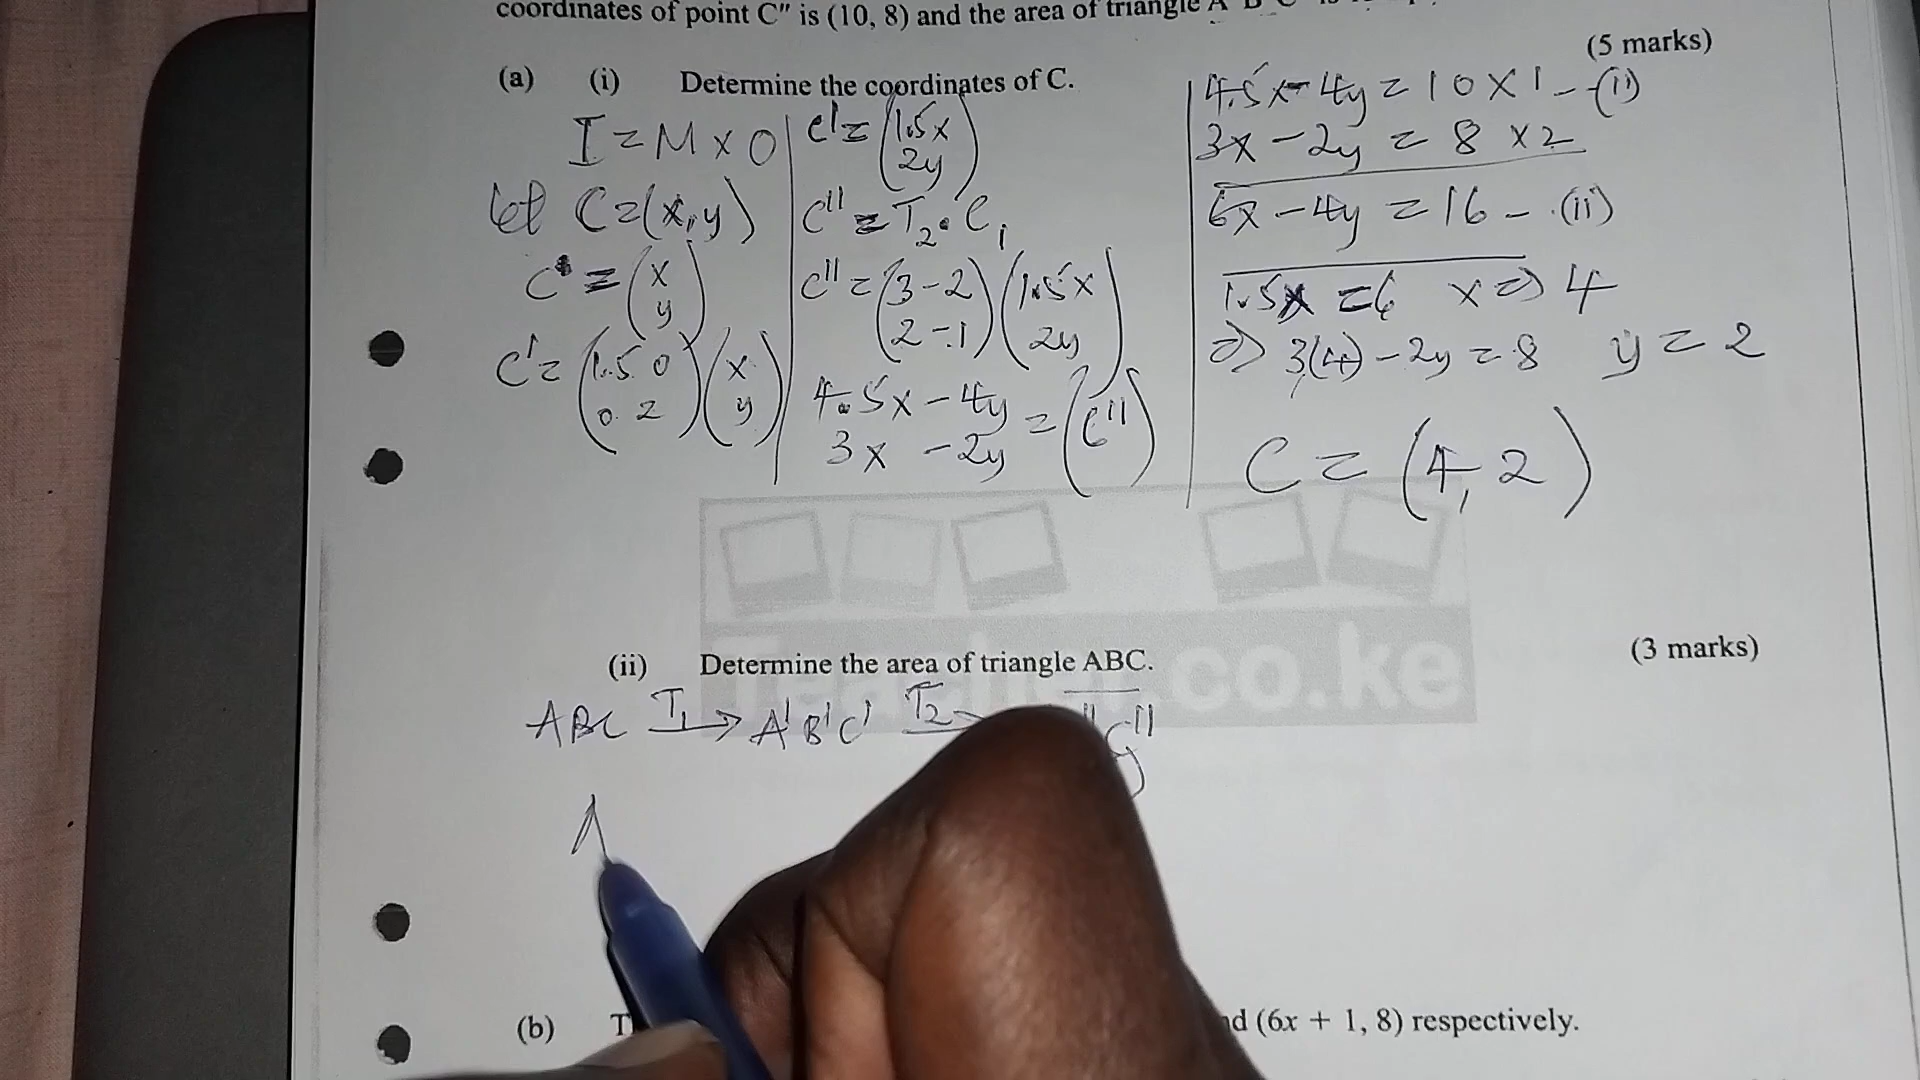 coordinates of point C" is (10, 8) and the area of triangle A B C
(5 marks)
(a) (i) Determine the coordinates of C.
I = M × O
let C = (x, y)
C = (x
y)
C' = (1.5 0
0 2) (x
y)
C' = (1.5x
2y)
C'' = T₂ · C₁
C'' = (3 -2
2 -1) (1.5x
2y)
4.5x - 4y
3x - 2y = (C'')
4.5x - 4y = 10 × 1 - (i)
3x - 2y = 8 × 2
6x - 4y = 16 - (ii)
1.5x = 6 x => 4
=> 3(4) - 2y = 8 y = 2
C = (4, 2)
(ii) Determine the area of triangle ABC.
(3 marks)
.co.ke
ABC T₁→ A'B'C' T₂→ C''
(b)
(6x + 1, 8) respectively.